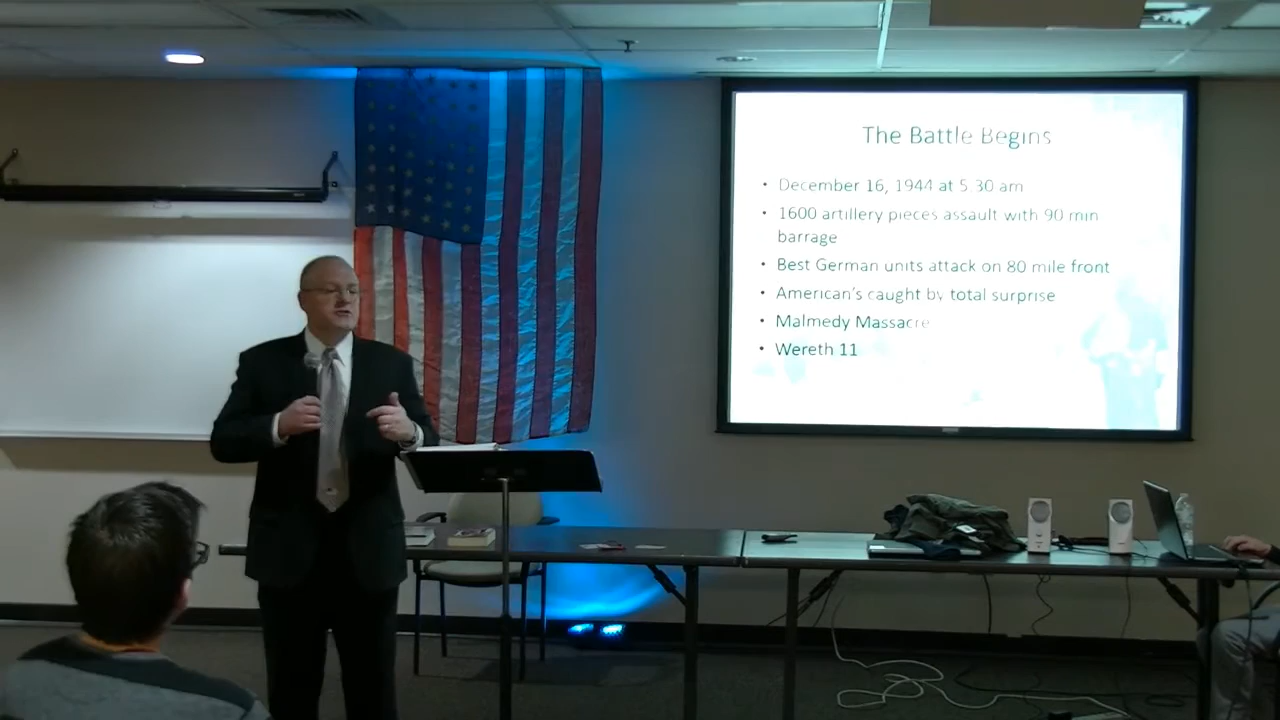 The Battle Begins
• December 16, 1944 at 5:30 am
• 1600 artillery pieces assault with 90 min
barrage
• Best German units attack on 80 mile front
• American's caught by total surprise
• Malmedy Massacre
• Wereth 11